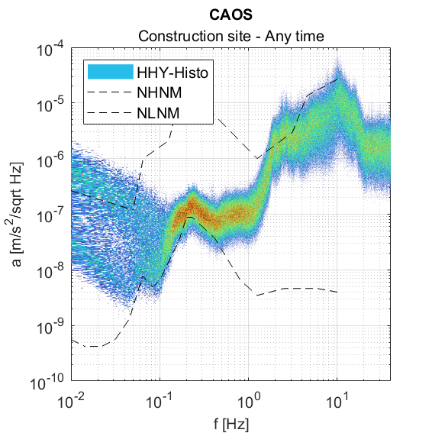 CAOS
Construction site - Any time
HHY-Histo
NHNM
NLNM
a [m/s^2/sqrt Hz]
10^-4
10^-5
10^-6
10^-7
10^-8
10^-9
10^-10
10^-2
10^-1
10^0
10^1
f [Hz]